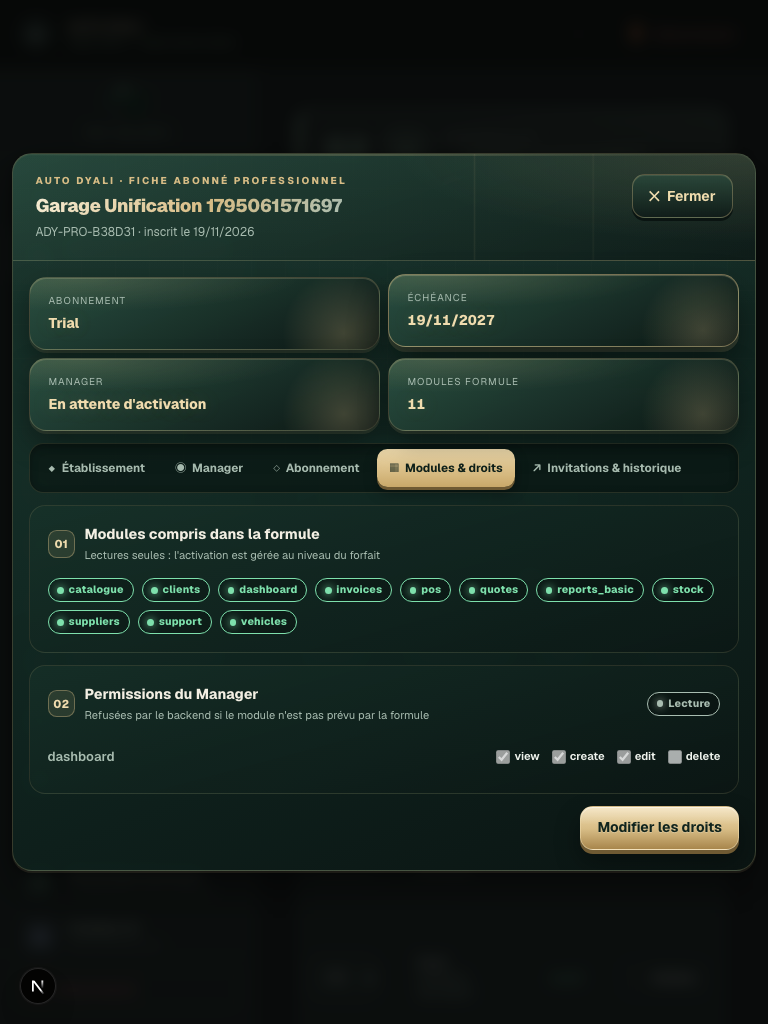 AUTO DYALI · FICHE ABONNÉ PROFESSIONNEL
Garage Unification 1795061571697
ADY-PRO-B38D31 · inscrit le 19/11/2026
Fermer
ABONNEMENT
Trial
ÉCHÉANCE
19/11/2027
MANAGER
En attente d'activation
MODULES FORMULE
11
Établissement
Manager
Abonnement
Modules & droits
Invitations & historique
01
Modules compris dans la formule
Lectures seules : l'activation est gérée au niveau du forfait
catalogue clients dashboard invoices pos quotes reports_basic stock
suppliers support vehicles
02
Permissions du Manager
Refusées par le backend si le module n'est pas prévu par la formule
Lecture
dashboard view create edit delete
Modifier les droits
N